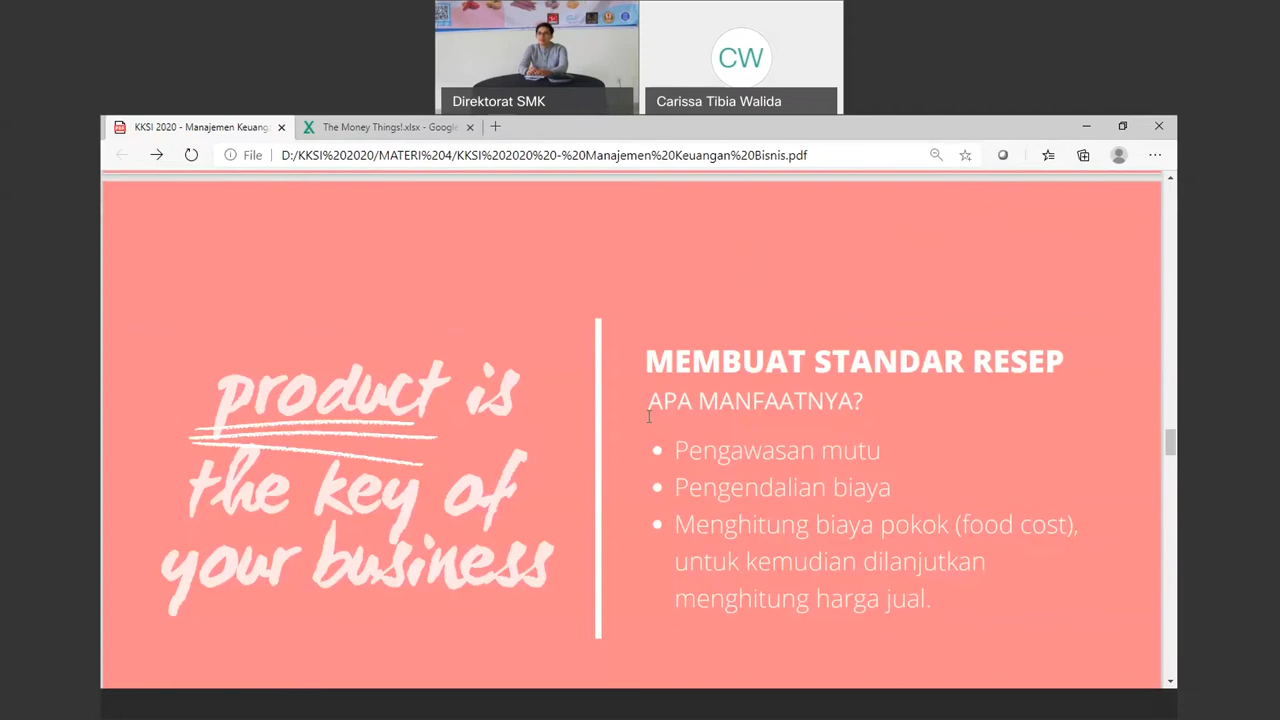 Direktorat SMK
CW
Carissa Tibia Walida
KKSI 2020 - Manajemen Keuang
The Money Things!.xlsx - Google
File
D:/KKSI%202020/MATERI%204/KKSI%202020%20-%20Manajemen%20Keuangan%20Bisnis.pdf
product is
the key of
your business
MEMBUAT STANDAR RESEP
APA MANFAATNYA?
• Pengawasan mutu
• Pengendalian biaya
• Menghitung biaya pokok (food cost),
untuk kemudian dilanjutkan
menghitung harga jual.